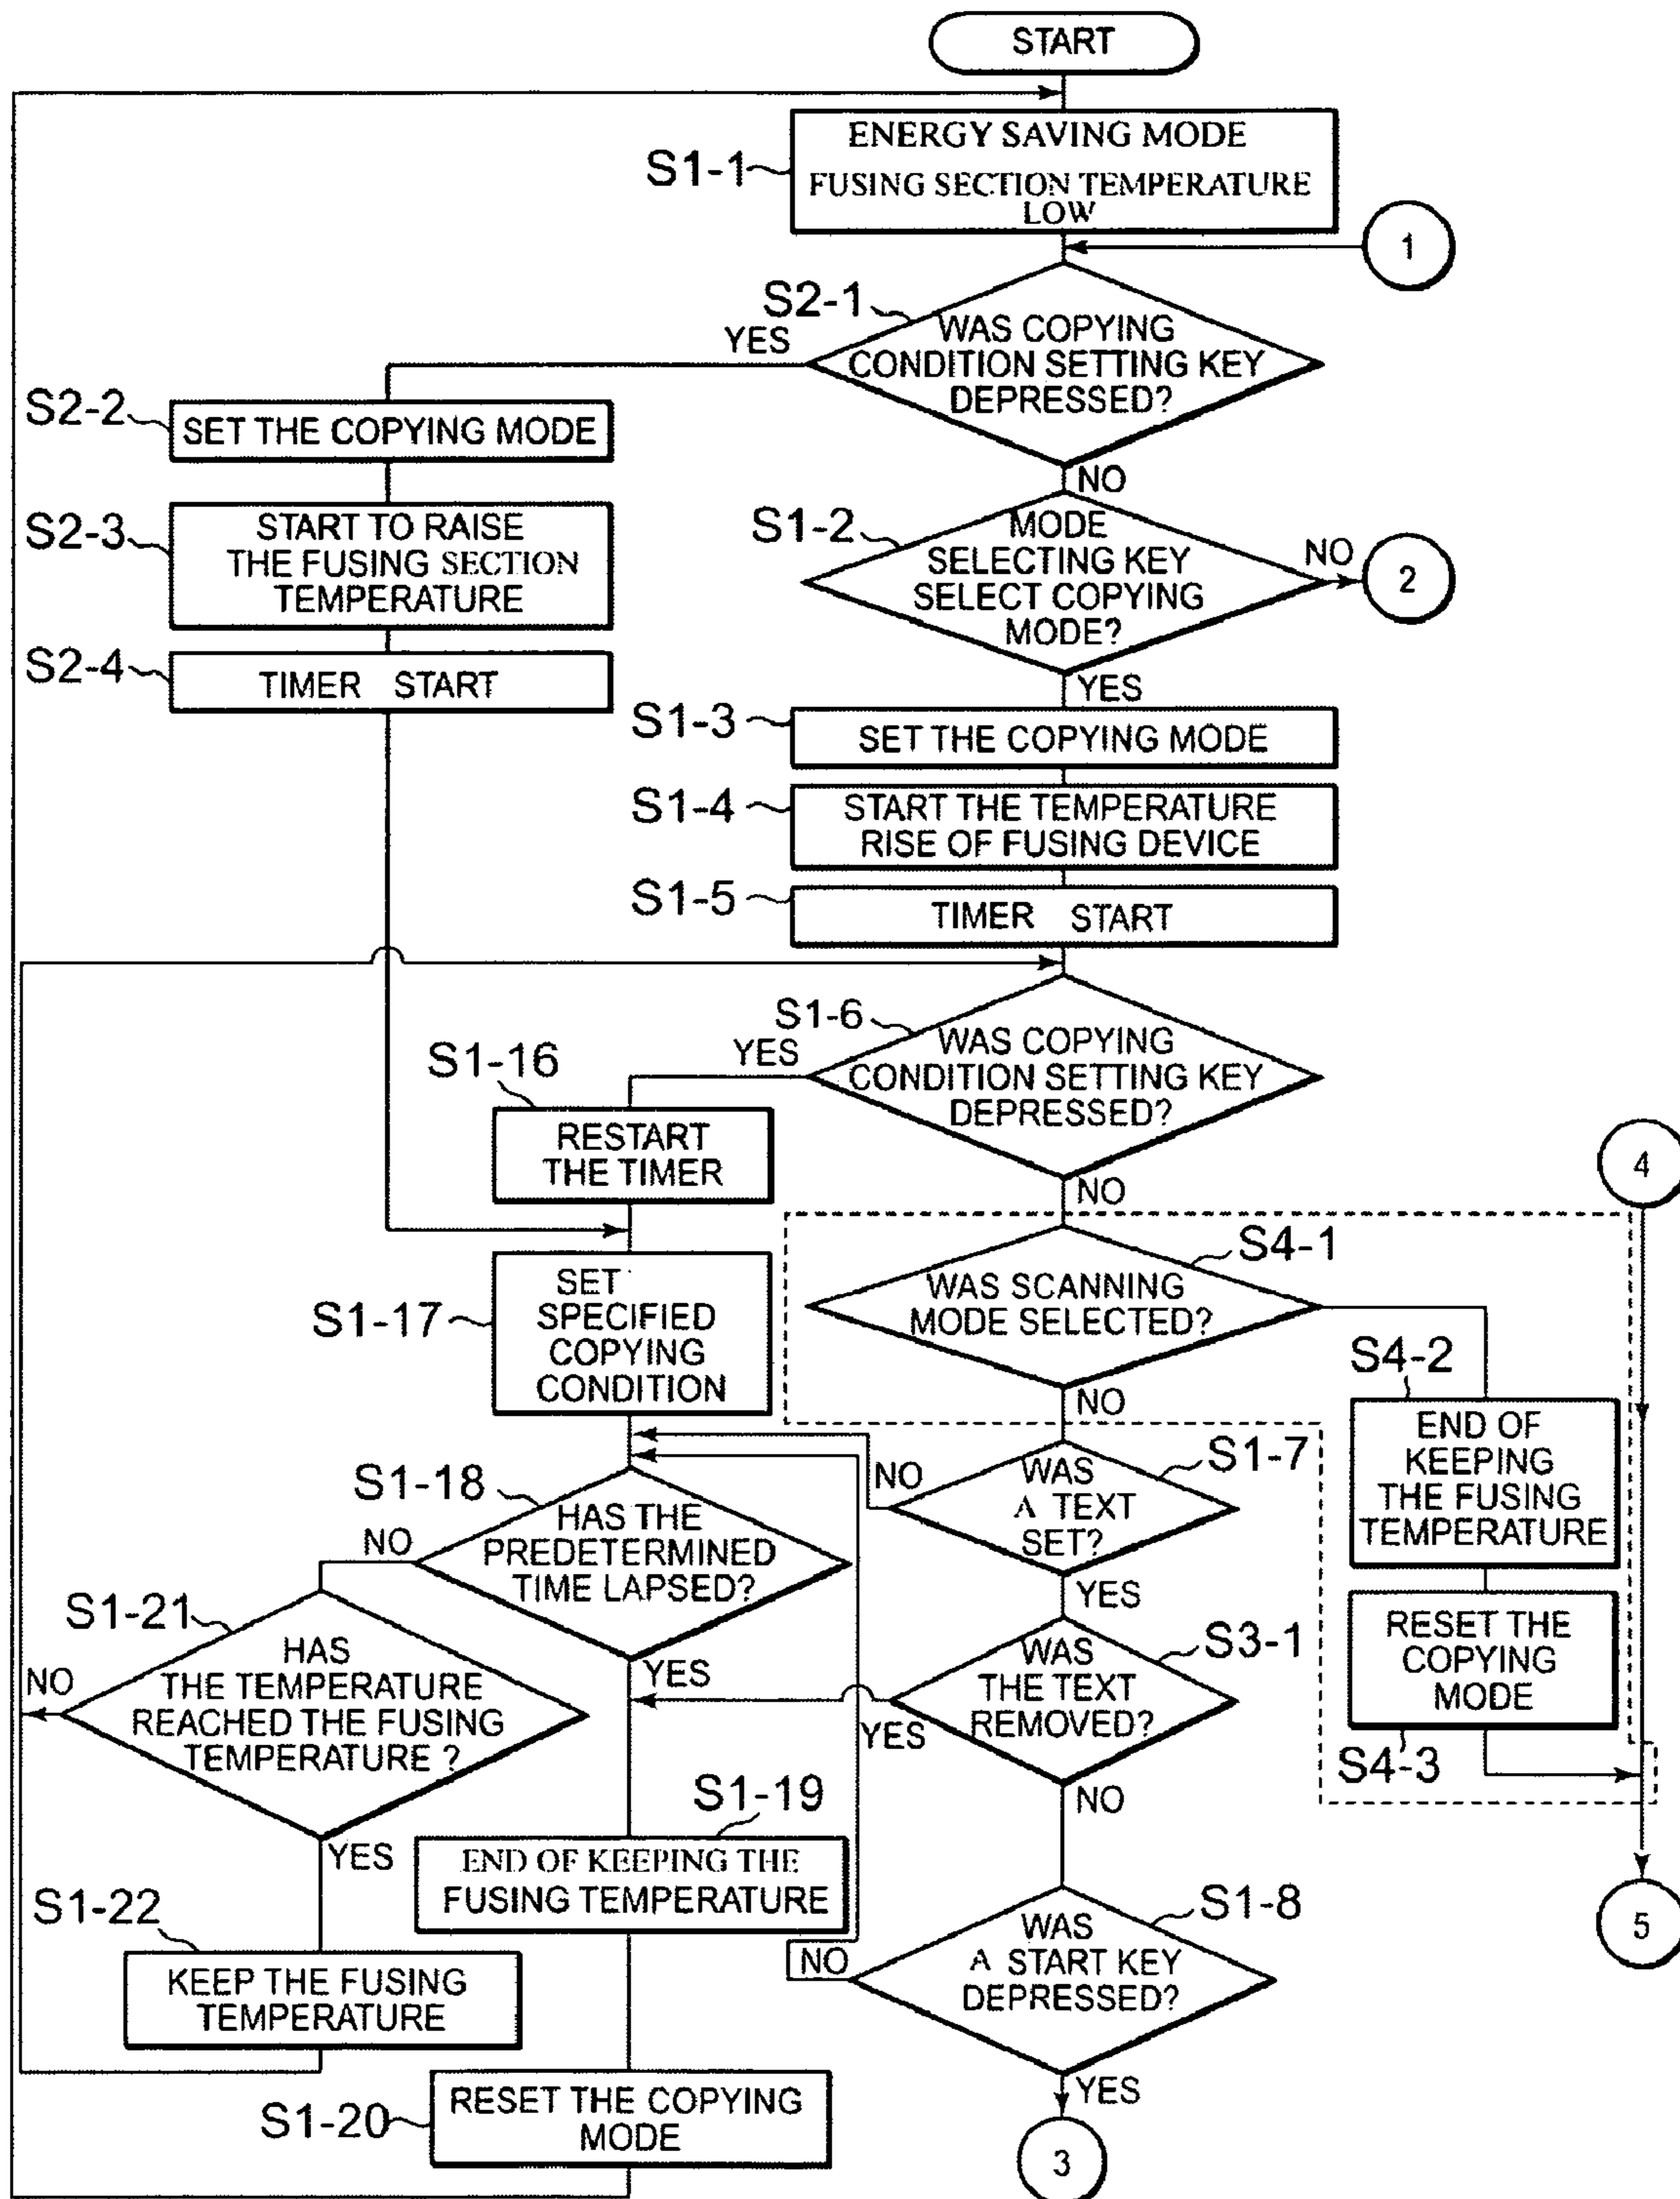 START
ENERGY SAVING MODE
S1-1
FUSING SECTION TEMPERATURE
LOW
1
S2-1
YES
WAS COPYING
CONDITION SETTING KEY
DEPRESSED?
S2-2
SET THE COPYING MODE
NO
S2-3
START TO RAISE
THE FUSING SECTION
TEMPERATURE
S1-2
MODE
SELECTING KEY
SELECT COPYING
MODE?
NO
2
S2-4
TIMER START
YES
S1-3
SET THE COPYING MODE
S1-4
START THE TEMPERATURE
RISE OF FUSING DEVICE
S1-5
TIMER START
S1-6
YES
WAS COPYING
CONDITION SETTING KEY
DEPRESSED?
S1-16
RESTART
THE TIMER
NO
4
S4-1
WAS SCANNING
MODE SELECTED?
S1-17
SET
SPECIFIED
COPYING
CONDITION
NO
S4-2
END OF
KEEPING
THE FUSING
TEMPERATURE
S1-7
NO
WAS
A TEXT
SET?
S1-18
NO
HAS THE
PREDETERMINED
TIME LAPSED?
YES
S1-21
HAS
THE TEMPERATURE
REACHED THE FUSING
TEMPERATURE ?
NO
YES
S3-1
WAS
THE TEXT
REMOVED?
YES
RESET THE
COPYING
MODE
S4-3
NO
S1-19
END OF KEEPING THE
FUSING TEMPERATURE
YES
S1-22
KEEP THE FUSING
TEMPERATURE
S1-8
NO
WAS
A START KEY
DEPRESSED?
5
S1-20
RESET THE COPYING
MODE
YES
3